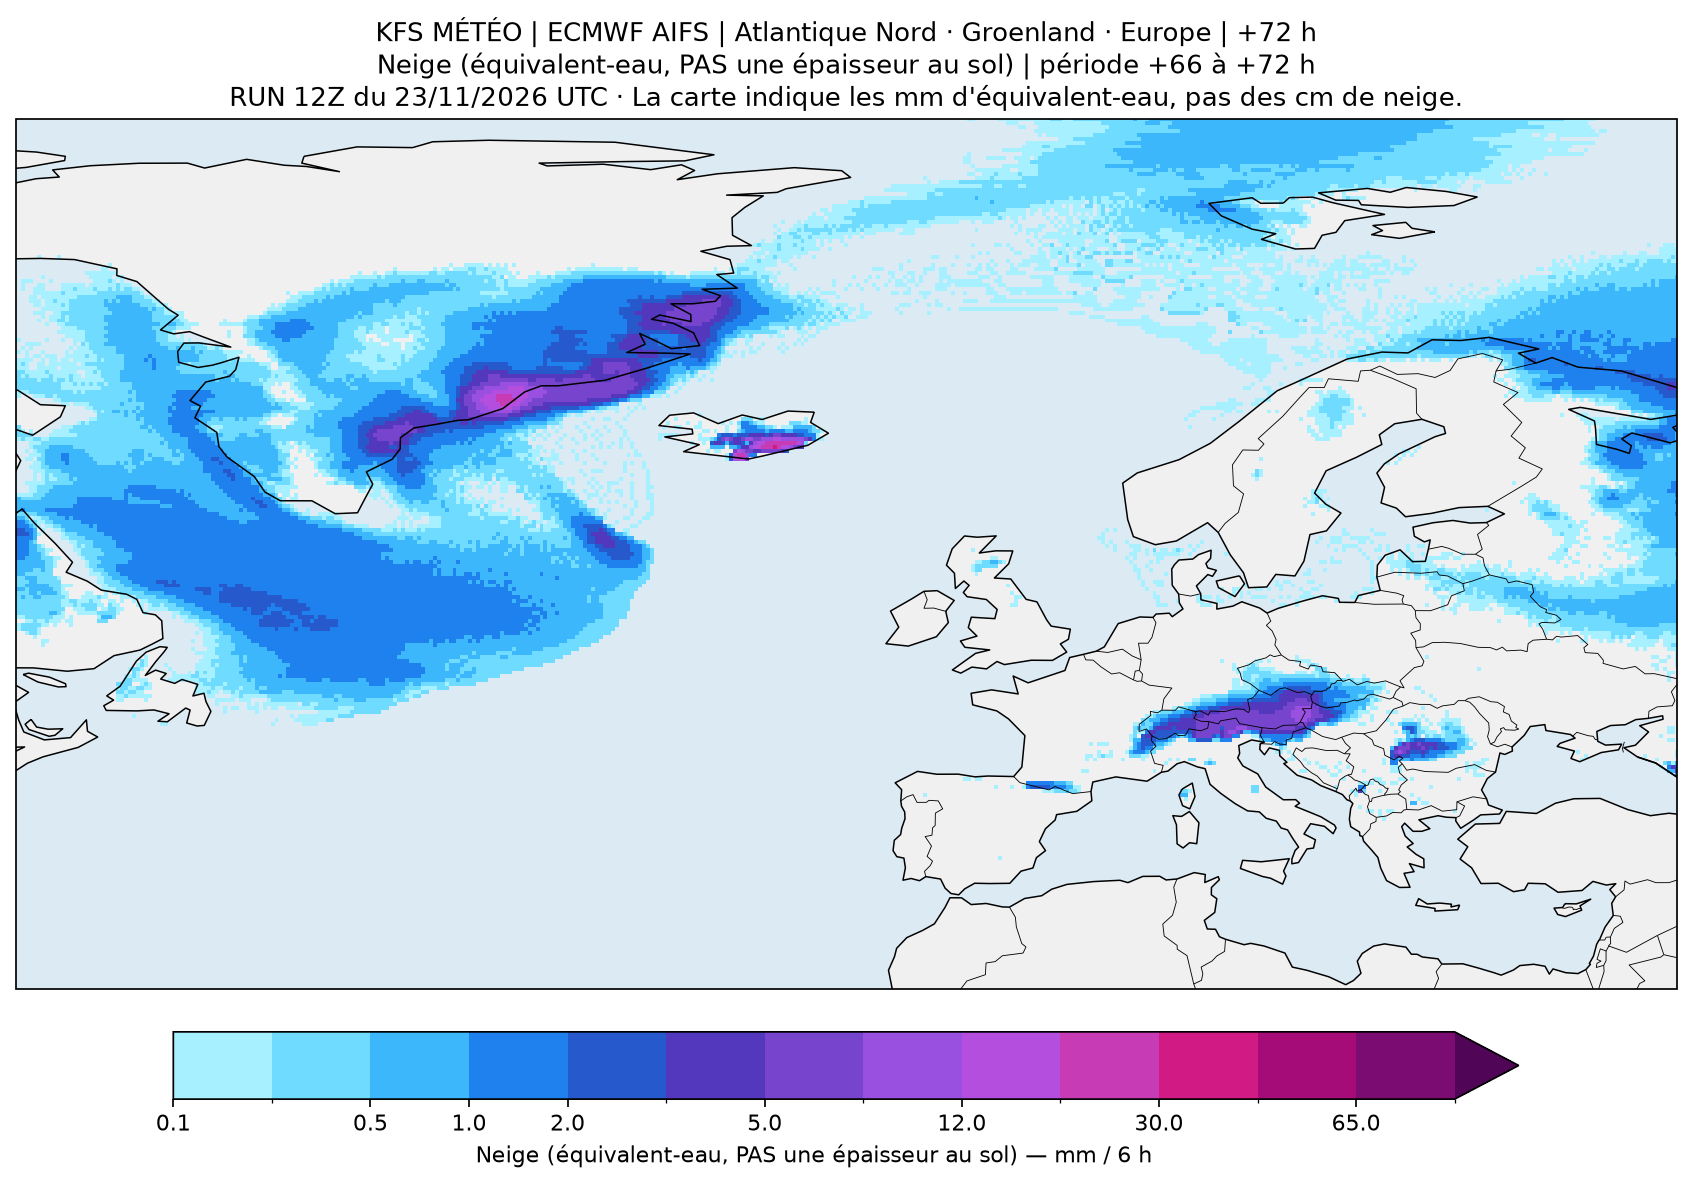 KFS MÉTÉO | ECMWF AIFS | Atlantique Nord · Groenland · Europe | +72 h
Neige (équivalent-eau, PAS une épaisseur au sol) | période +66 à +72 h
RUN 12Z du 23/11/2026 UTC · La carte indique les mm d'équivalent-eau, pas des cm de neige.
0.1 0.5 1.0 2.0 5.0 12.0 30.0 65.0
Neige (équivalent-eau, PAS une épaisseur au sol) — mm / 6 h